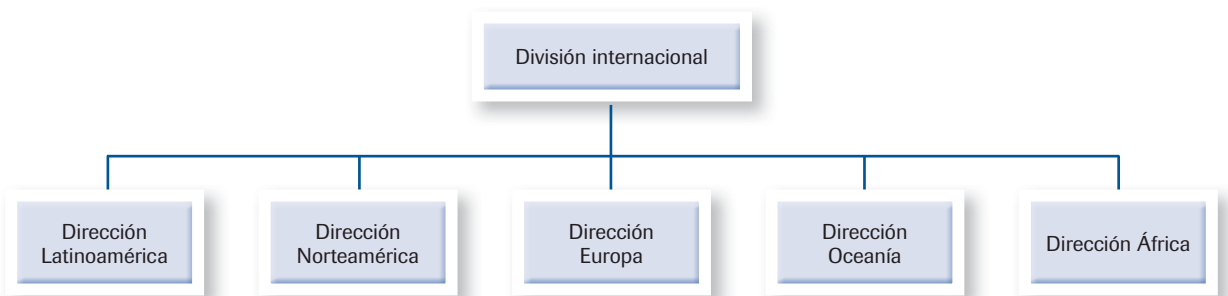 División internacional
Dirección
Latinoamérica
Dirección
Norteamérica
Dirección
Europa
Dirección
Oceanía
Dirección África